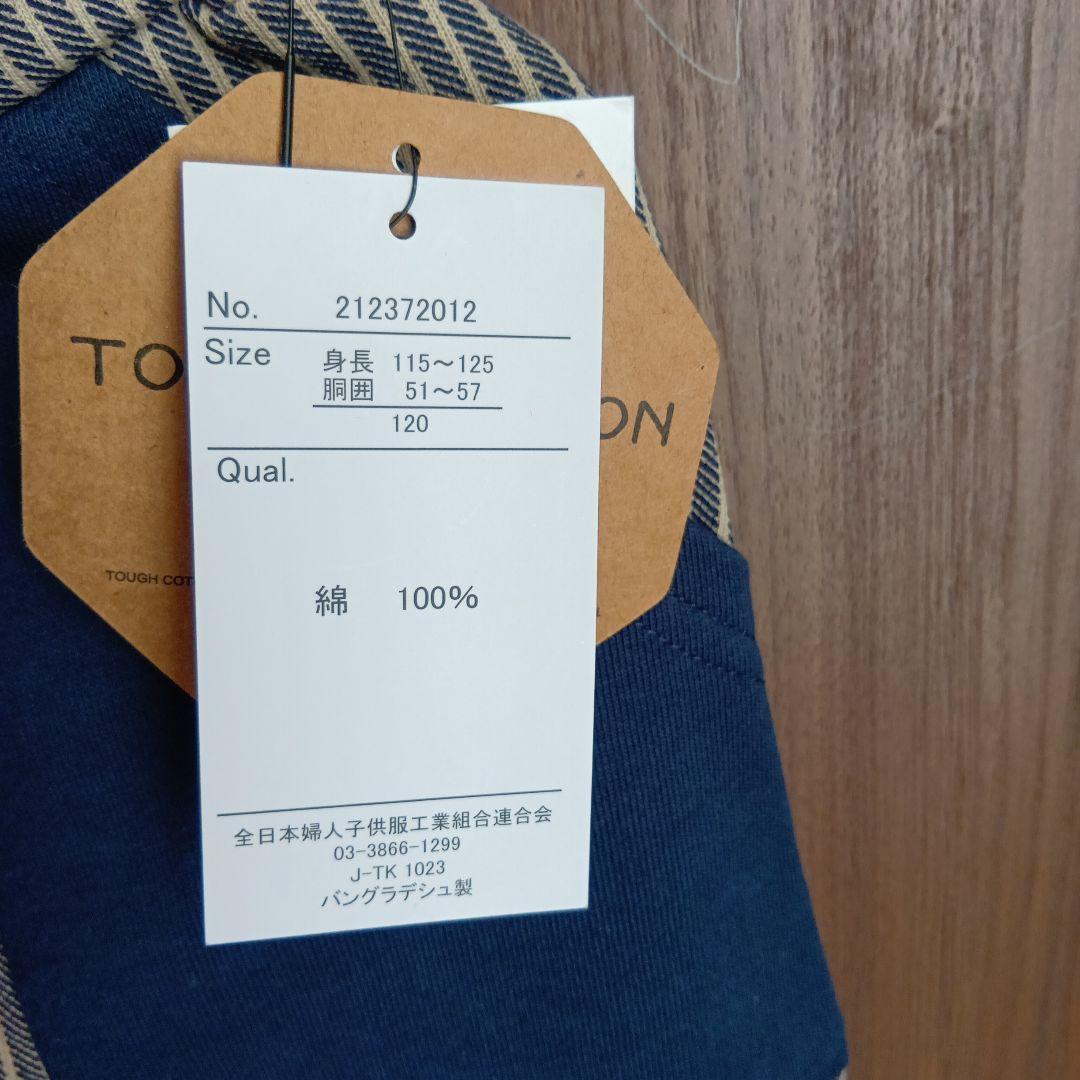 No. 212372012
Size 身長 115～125
胴囲 51～57
120
Qual.
綿 100%
全日本婦人子供服工業組合連合会
03-3866-1299
J-TK 1023
バングラデシュ製
TO
ON
TOUGH COT